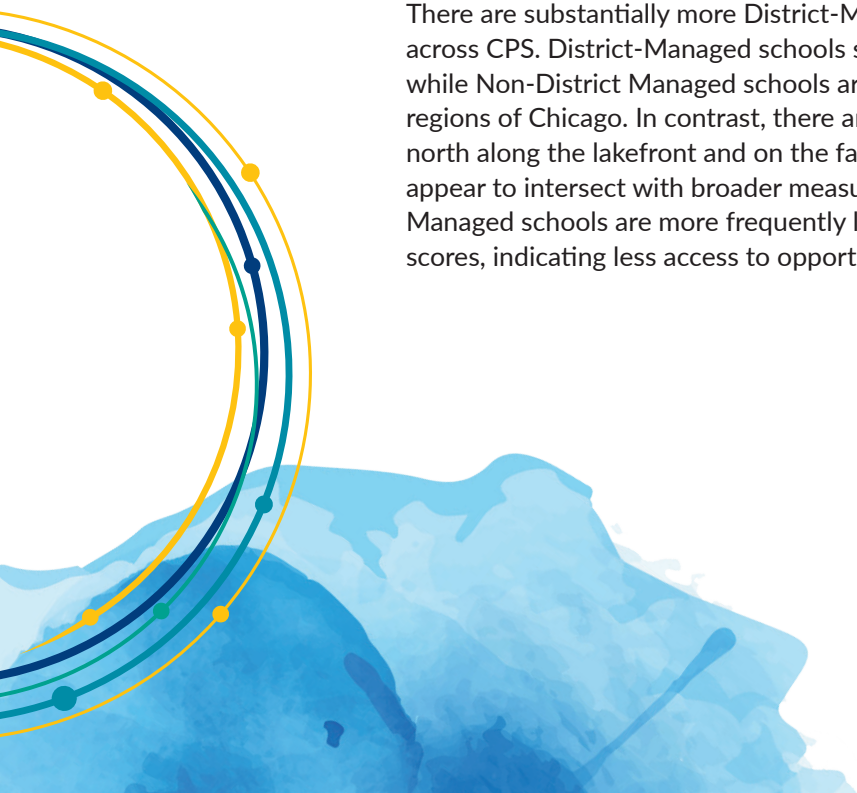 There are substantially more District-M
across CPS. District-Managed schools s
while Non-District Managed schools ar
regions of Chicago. In contrast, there ar
north along the lakefront and on the fa
appear to intersect with broader measu
Managed schools are more frequently l
scores, indicating less access to opport